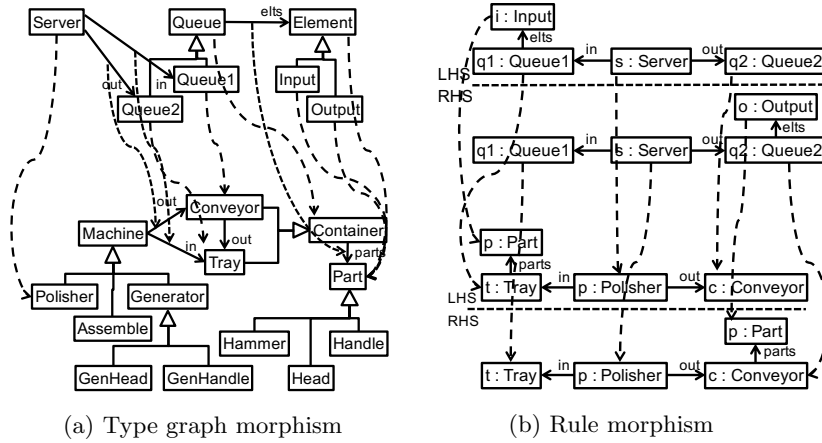 Server
Queue
elts
Element
out
in
Queue1
Queue2
Input
Output
Conveyor
out
Machine
in
out
Tray
Container
parts
Part
Polisher
Generator
Assemble
GenHead
GenHandle
Hammer
Handle
Head
(a) Type graph morphism
i : Input
elts
q1 : Queue1
in
s : Server
out
q2 : Queue2
LHS
RHS
o : Output
elts
q1 : Queue1
in
s : Server
out
q2 : Queue2
p : Part
parts
t : Tray
in
p : Polisher
out
c : Conveyor
LHS
RHS
p : Part
parts
t : Tray
in
p : Polisher
out
c : Conveyor
(b) Rule morphism